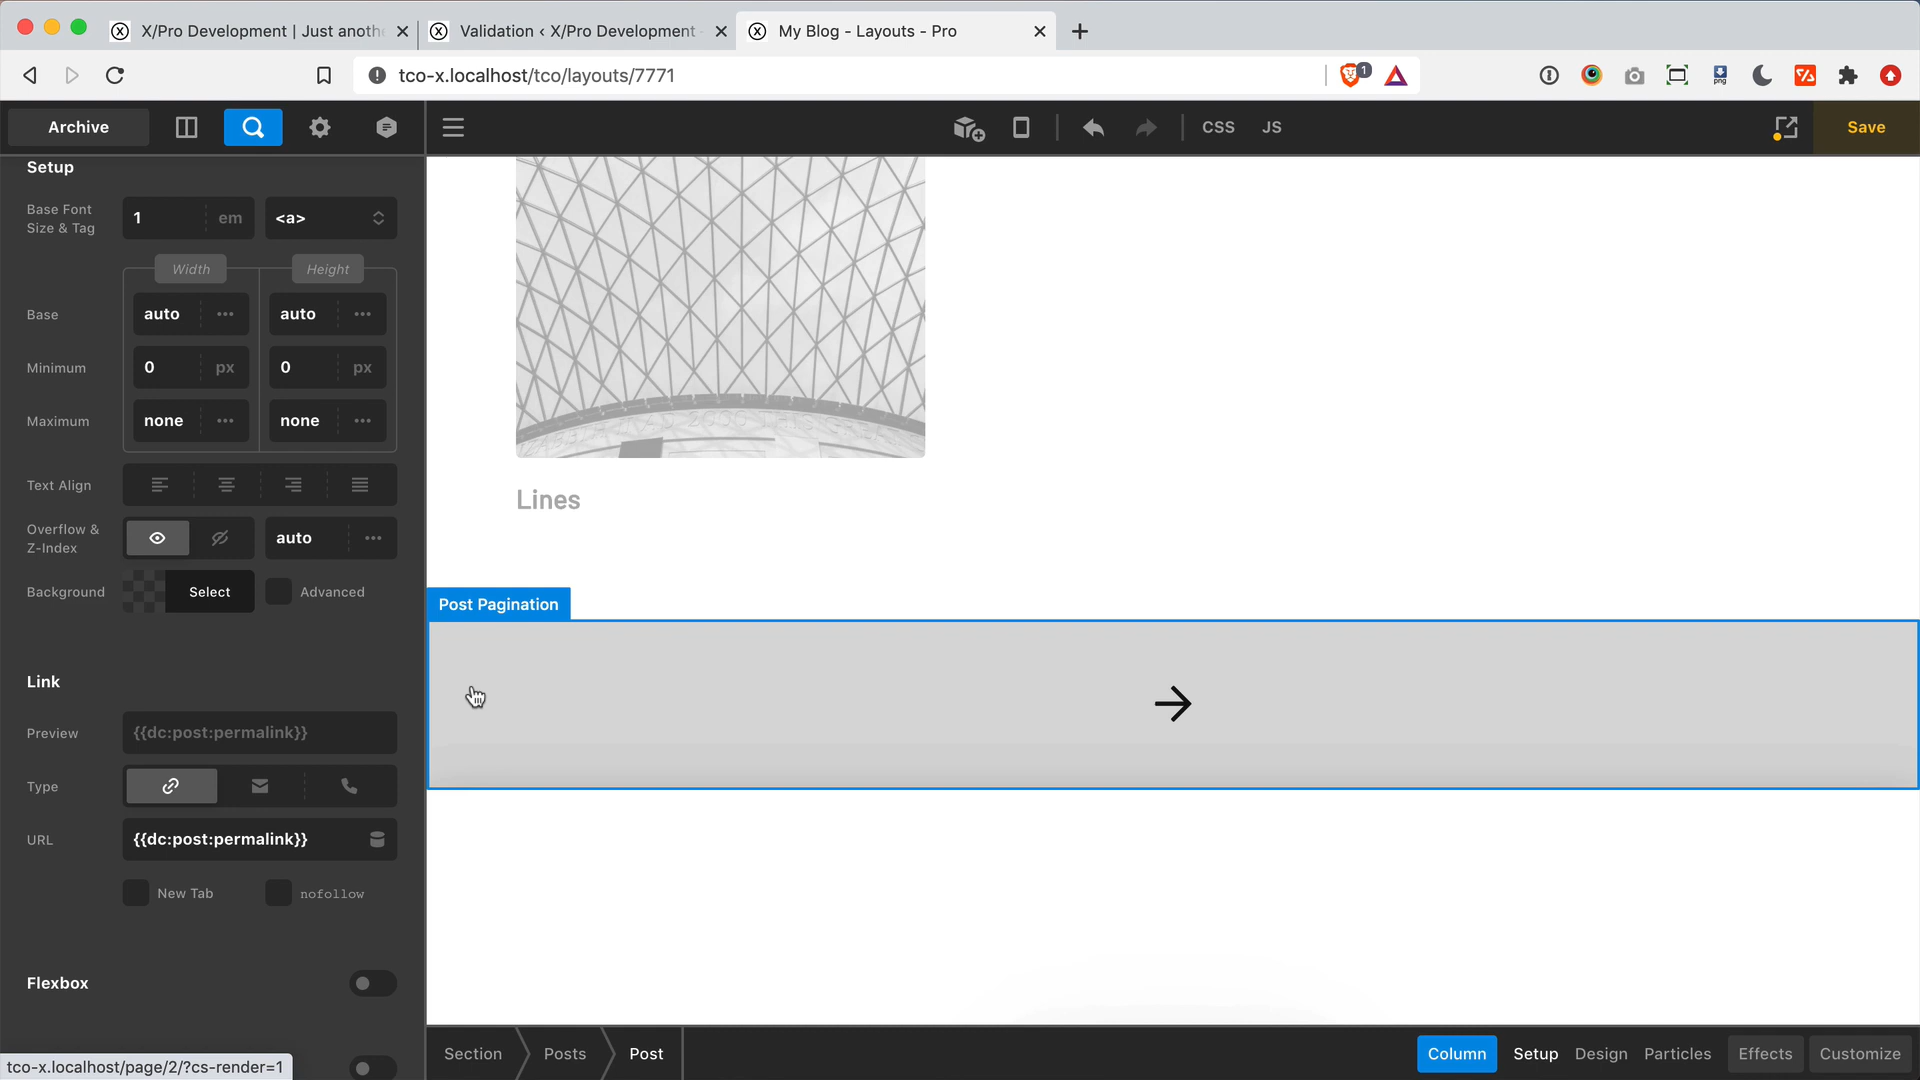 X/Pro Development | Just anoth
Validation ‹ X/Pro Development
My Blog - Layouts - Pro
tco-x.localhost/tco/layouts/7771
1
png
Archive
CSS
JS
Save
Setup
Base Font
Size & Tag
1
em
<a>
Width
Height
Base
auto
auto
Minimum
0
px
0
px
Maximum
none
none
Text Align
Overflow &
Z-Index
auto
Background
Select
Advanced
Link
Preview
{{dc:post:permalink}}
Type
URL
{{dc:post:permalink}}
New Tab
nofollow
Flexbox
tco-x.localhost/page/2/?cs-render=1
Lines
Post Pagination
Section
Posts
Post
Column
Setup
Design
Particles
Effects
Customize